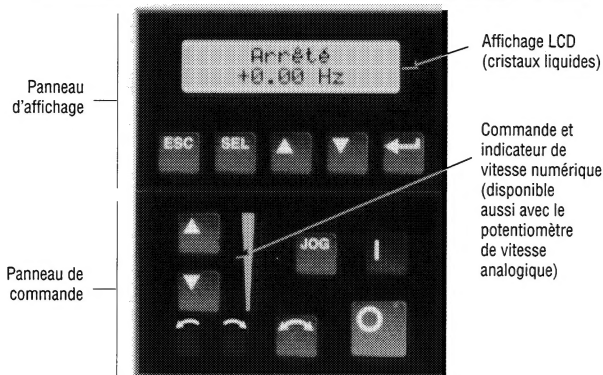 Arrêté
+0.00 Hz
Affichage LCD
(cristaux liquides)
Panneau
d'affichage
ESC SEL
Commande et
indicateur de
vitesse numérique
(disponible
aussi avec le
potentiomètre
de vitesse
analogique)
JOG
Panneau de
commande